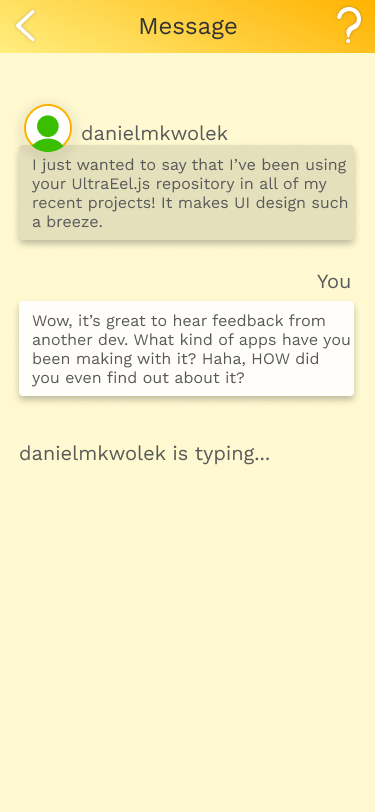 Message
danielmkwolek
I just wanted to say that I’ve been using
your UltraEel.js repository in all of my
recent projects! It makes UI design such
a breeze.
You
Wow, it’s great to hear feedback from
another dev. What kind of apps have you
been making with it? Haha, HOW did
you even find out about it?
danielmkwolek is typing...